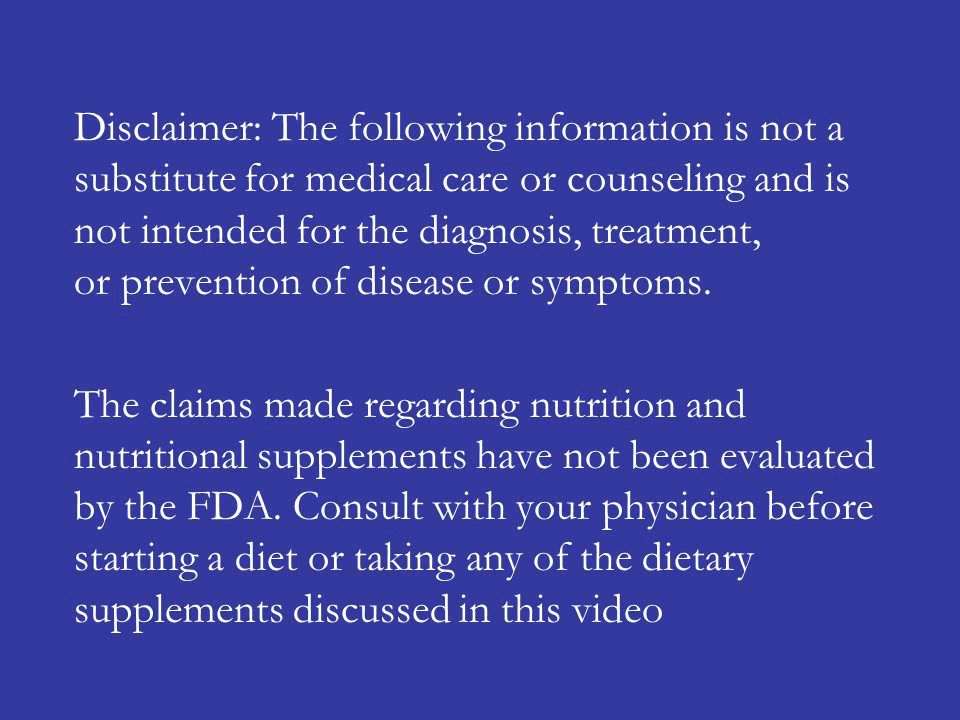 Disclaimer: The following information is not a
substitute for medical care or counseling and is
not intended for the diagnosis, treatment,
or prevention of disease or symptoms.
The claims made regarding nutrition and
nutritional supplements have not been evaluated
by the FDA. Consult with your physician before
starting a diet or taking any of the dietary
supplements discussed in this video